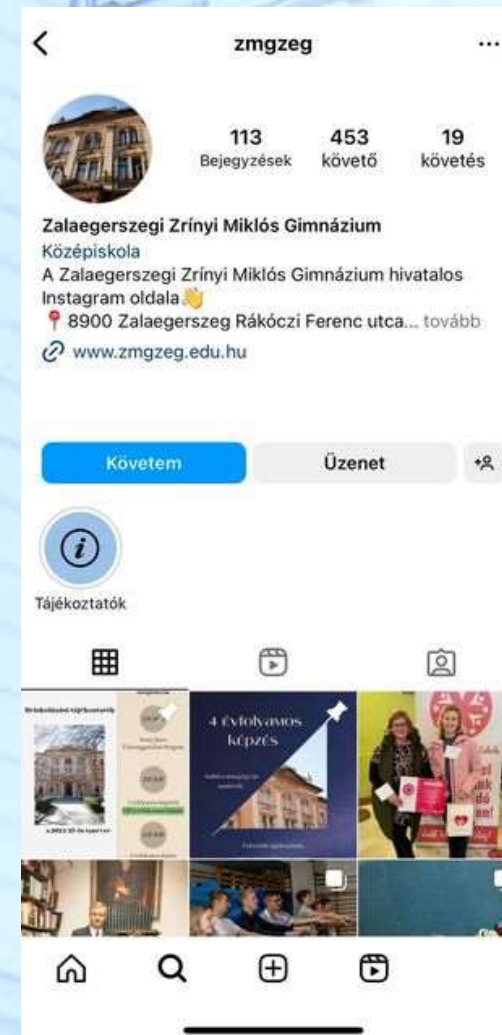 zmgzeg
113 453 19
Bejegyzések követő követés
Zalaegerszegi Zrínyi Miklós Gimnázium
Középiskola
A Zalaegerszegi Zrínyi Miklós Gimnázium hivatalos
Instagram oldala👋
📍 8900 Zalaegerszeg Rákóczi Ferenc utca... tovább
www.zmgzeg.edu.hu
Követem Üzenet
Tájékoztatók
4 évfolyamos
képzés